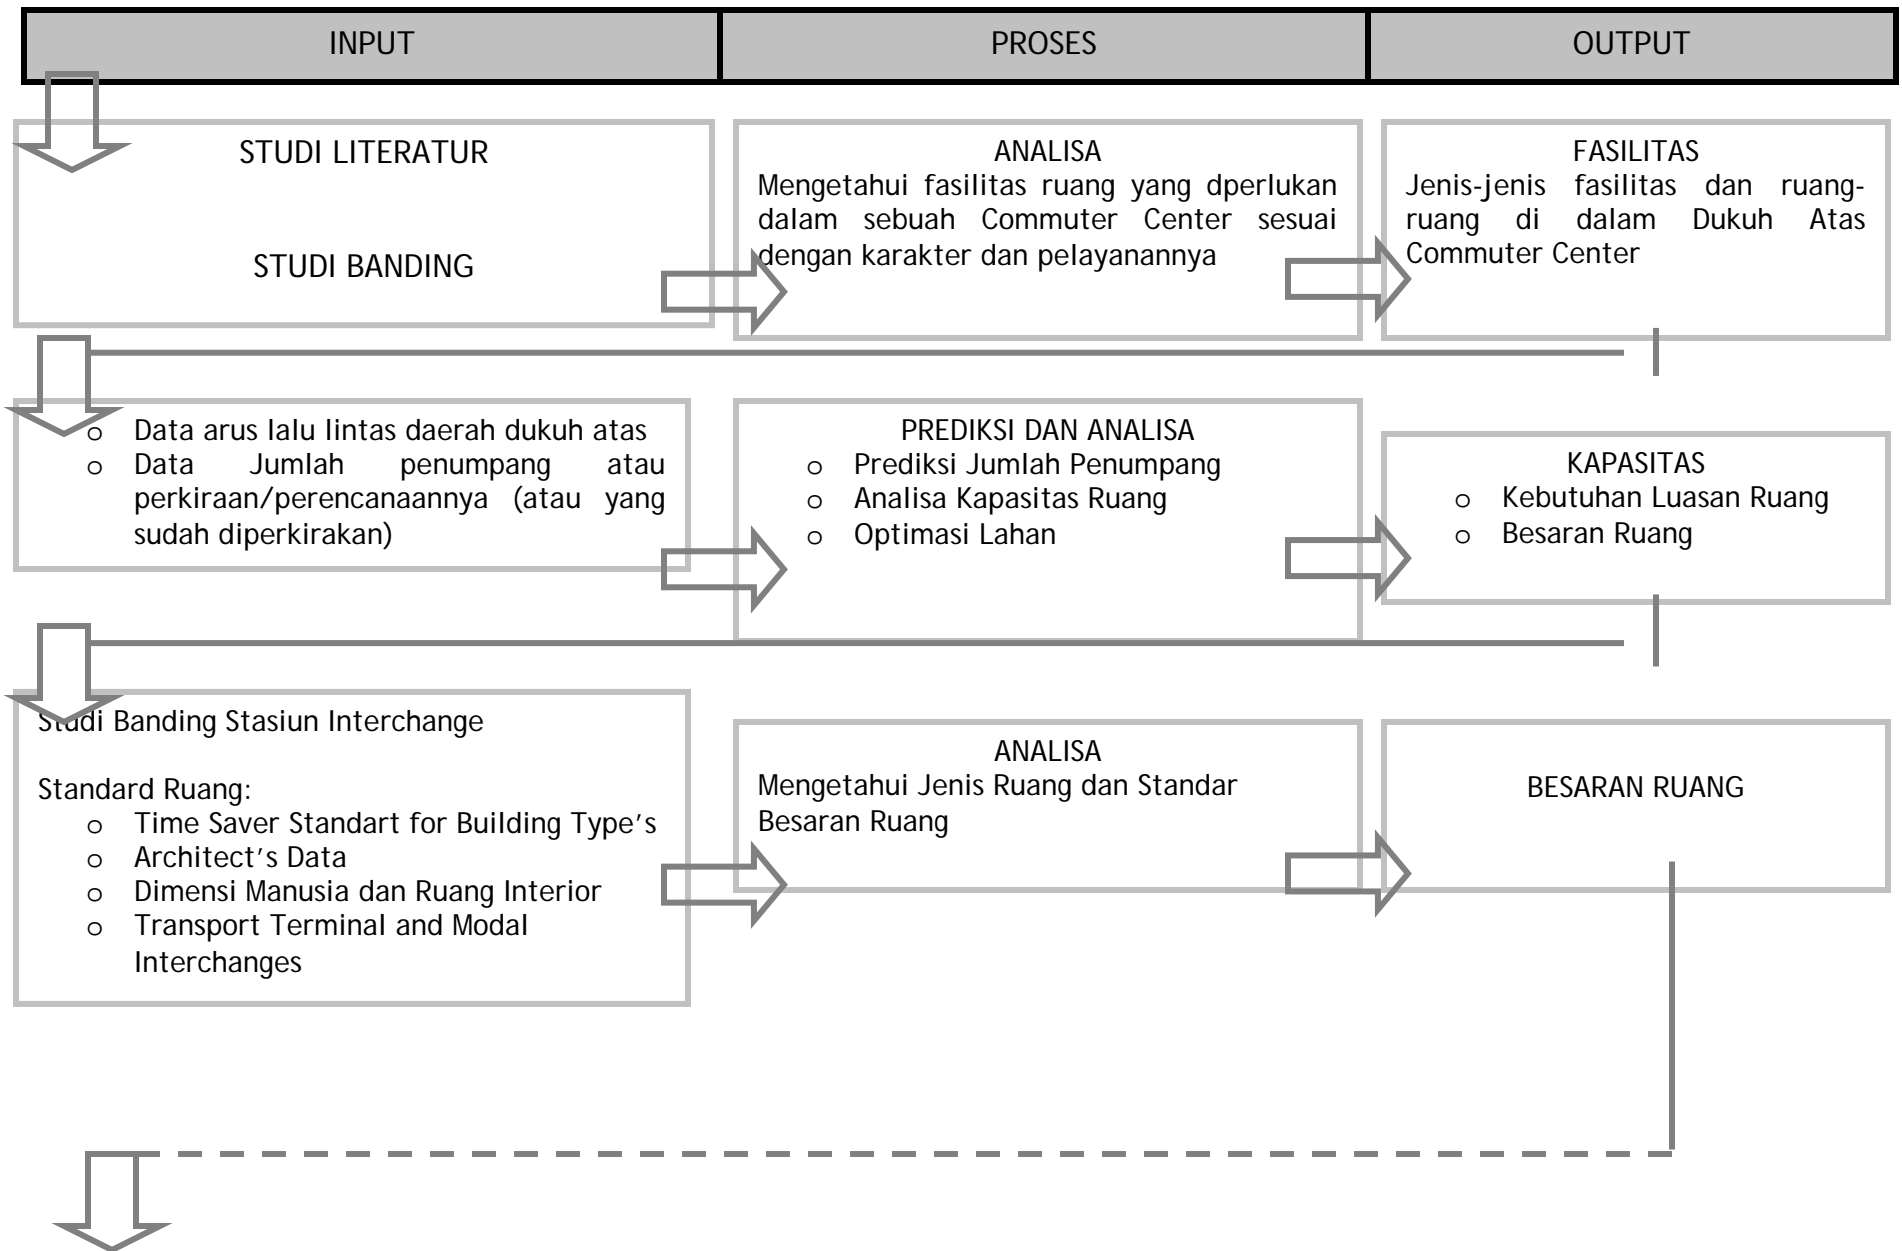 INPUT
PROSES
OUTPUT
STUDI LITERATUR
STUDI BANDING
ANALISA
Mengetahui fasilitas ruang yang dperlukan
dalam sebuah Commuter Center sesuai
dengan karakter dan pelayanannya
FASILITAS
Jenis-jenis fasilitas dan ruang-
ruang di dalam Dukuh Atas
Commuter Center
o Data arus lalu lintas daerah dukuh atas
o Data Jumlah penumpang atau
perkiraan/perencanaannya (atau yang
sudah diperkirakan)
PREDIKSI DAN ANALISA
o Prediksi Jumlah Penumpang
o Analisa Kapasitas Ruang
o Optimasi Lahan
KAPASITAS
o Kebutuhan Luasan Ruang
o Besaran Ruang
Studi Banding Stasiun Interchange
Standard Ruang:
o Time Saver Standart for Building Type’s
o Architect’s Data
o Dimensi Manusia dan Ruang Interior
o Transport Terminal and Modal
Interchanges
ANALISA
Mengetahui Jenis Ruang dan Standar
Besaran Ruang
BESARAN RUANG